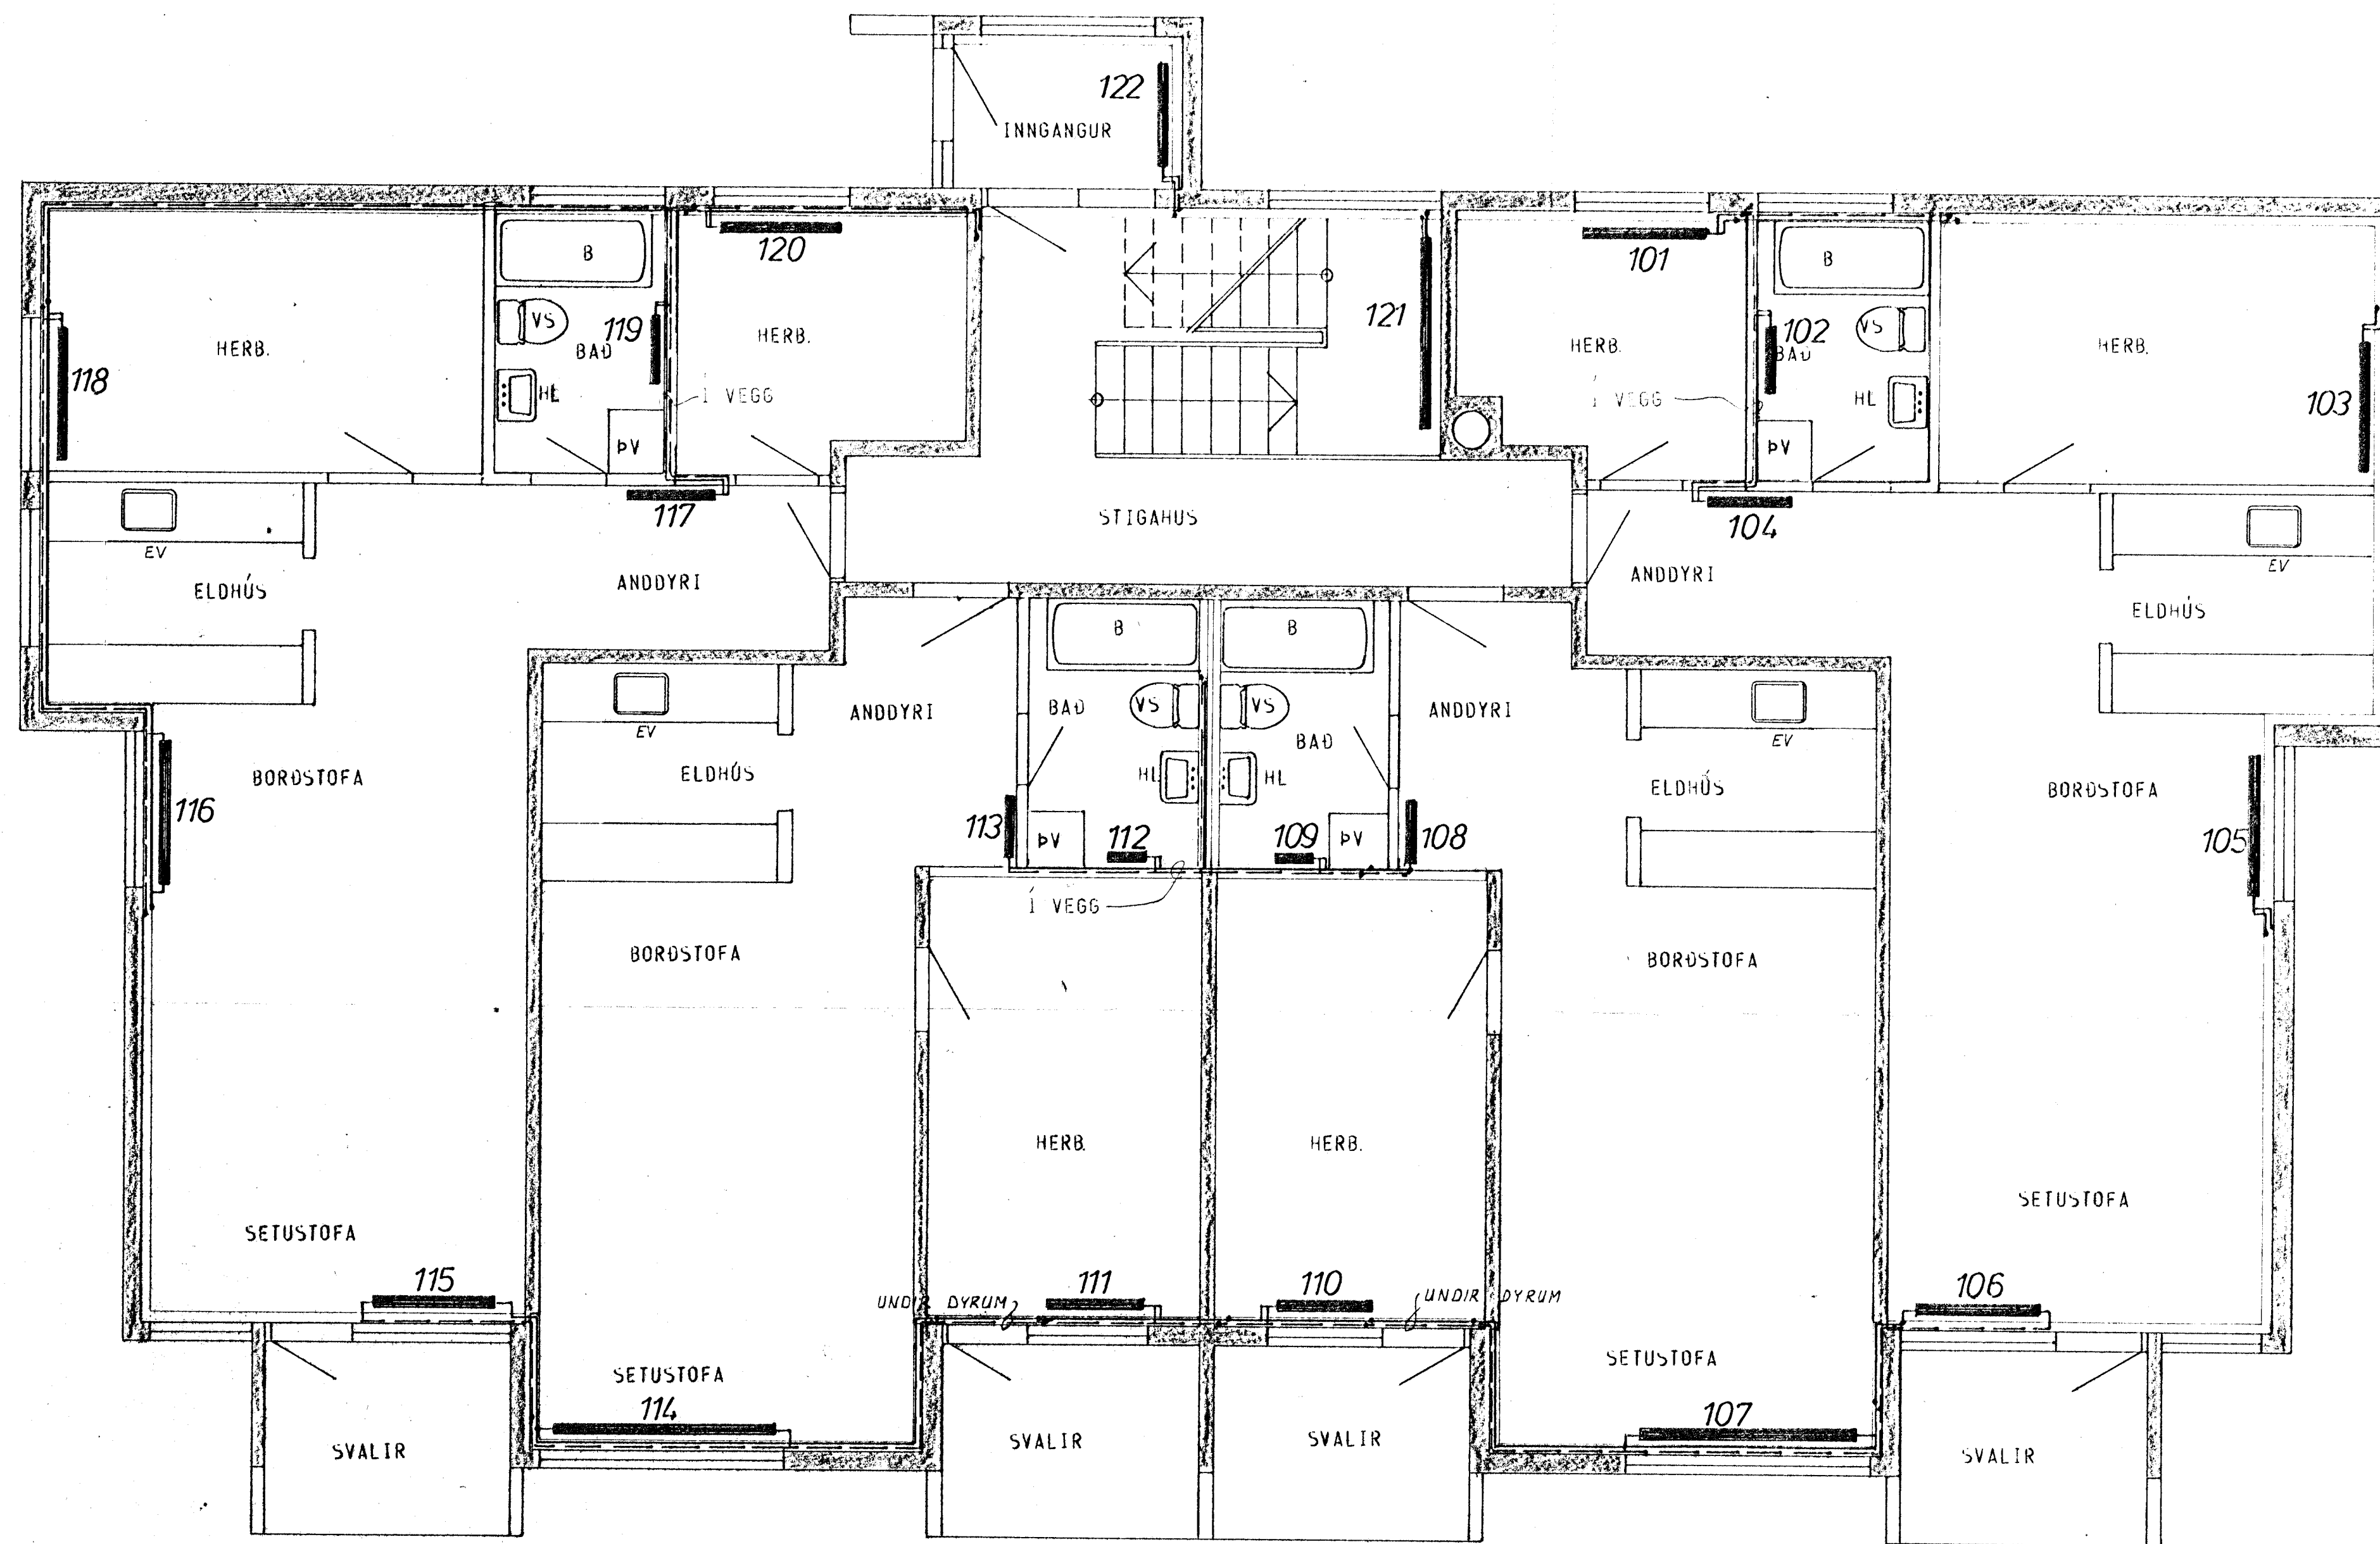 122
INNGANGUR
B
120
101
B
121
VS
119
BAÐ
HERB.
HERB.
118
HL
Í VEGG
HERB.
Í VEGG
102
BAÐ
VS
HL
HERB.
103
ÞV
ÞV
117
104
STIGAHUS
EV
EV
ELDHÚS
ANDDYRI
ANDDYRI
ELDHÚS
B
B
ANDDYRI
BAÐ
VS
VS
ANDDYRI
EV
BAÐ
EV
BORÐSTOFA
ELDHÚS
HL
HL
ELDHÚS
BORÐSTOFA
116
113
ÞV
112
109
ÞV
108
105
Í VEGG
BORÐSTOFA
BORÐSTOFA
HERB.
HERB.
SETUSTOFA
SETUSTOFA
115
111
110
106
UNDIR DYRUM
UNDIR DYRUM
SETUSTOFA
SETUSTOFA
114
107
SVALIR
SVALIR
SVALIR
SVALIR